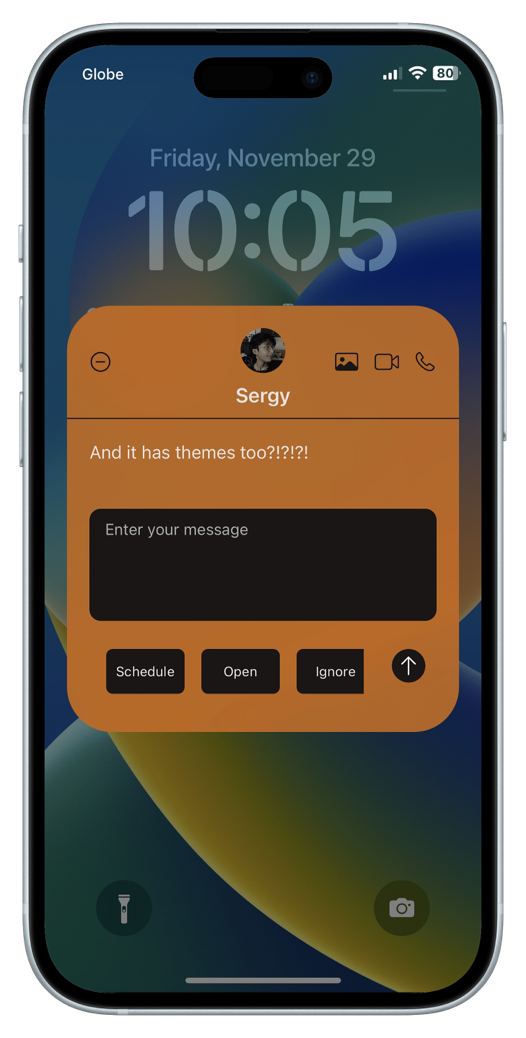 Globe 80
Friday, November 29
10:05
Sergy
And it has themes too?!?!?!
Enter your message
Schedule Open Ignore